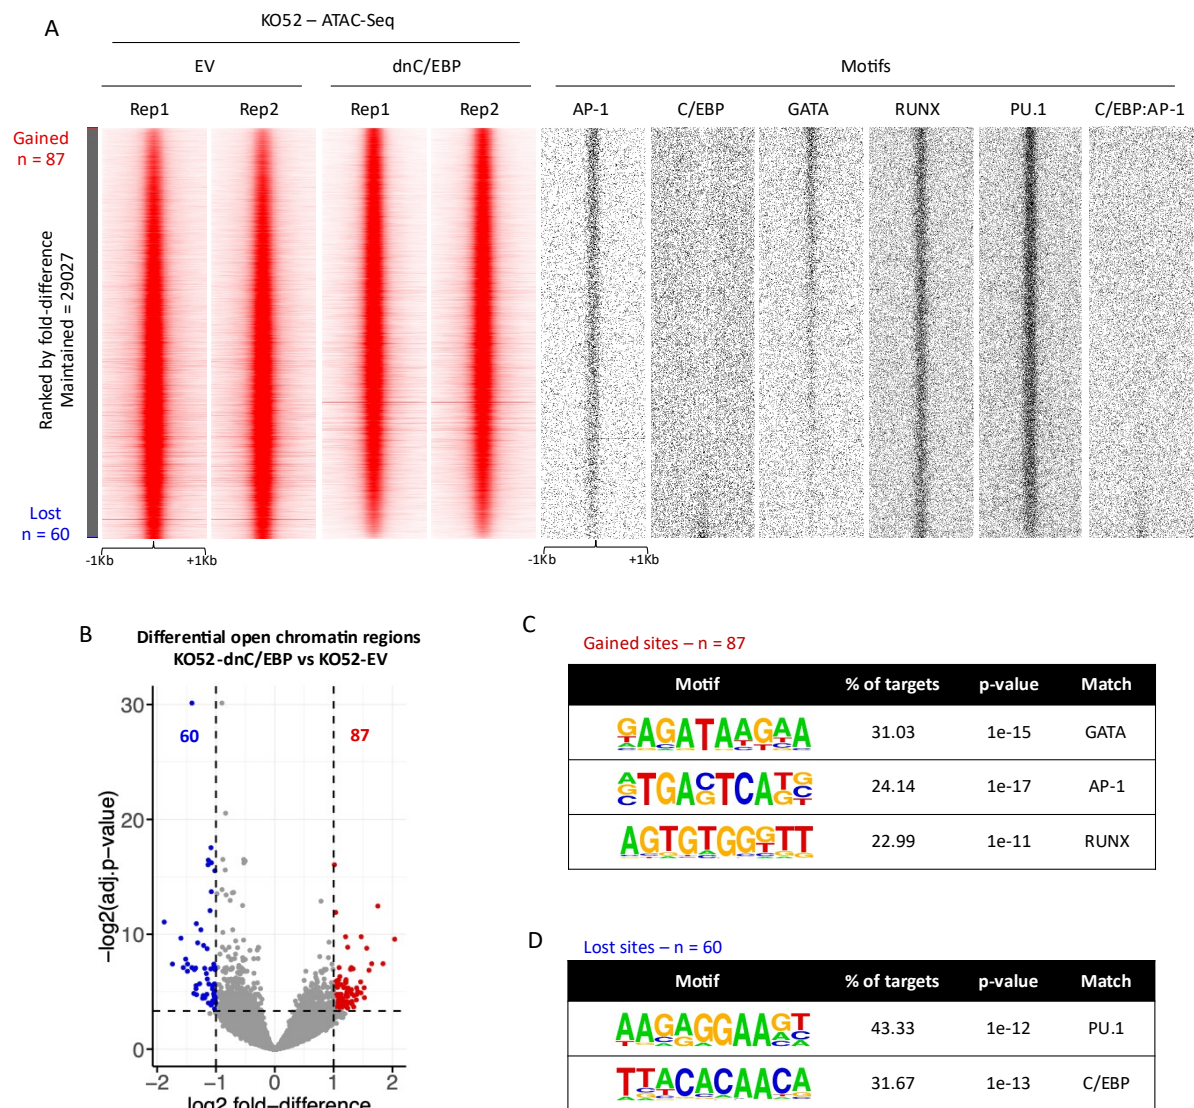 A
KO52 – ATAC-Seq
EV
dnC/EBP
Motifs
Rep1
Rep2
Rep1
Rep2
AP-1
C/EBP
GATA
RUNX
PU.1
C/EBP:AP-1
Gained
n = 87
Ranked by fold-difference
Maintained = 29027
Lost
n = 60
-1Kb
+1Kb
-1Kb
+1Kb
B
Differential open chromatin regions
KO52-dnC/EBP vs KO52-EV
−log2(adj.p−value)
30
20
10
0
60
87
−2
−1
0
1
2
log2 fold−difference
C
Gained sites – n = 87
Motif % of targets p-value Match
GAGATAAGAA 31.03 1e-15 GATA
ATGACTCATG 24.14 1e-17 AP-1
AGTGTGGGTT 22.99 1e-11 RUNX
D
Lost sites – n = 60
Motif % of targets p-value Match
AAGAGGAAGT 43.33 1e-12 PU.1
TTACACAACA 31.67 1e-13 C/EBP